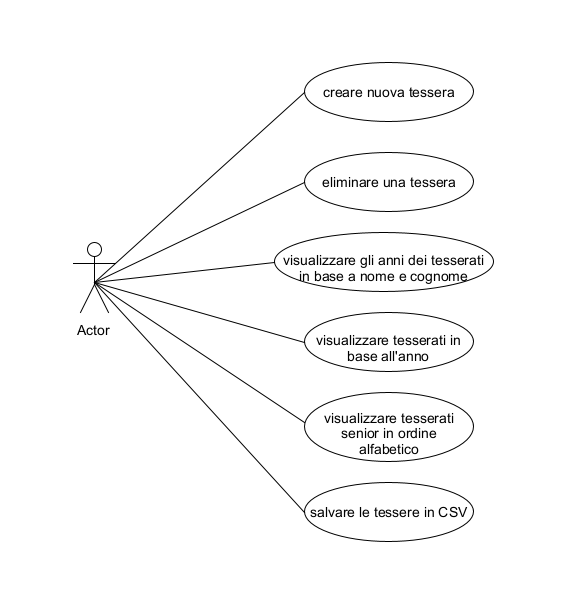 creare nuova tessera
eliminare una tessera
visualizzare gli anni dei tesserati
in base a nome e cognome
Actor
visualizzare tesserati in
base all'anno
visualizzare tesserati
senior in ordine
alfabetico
salvare le tessere in CSV